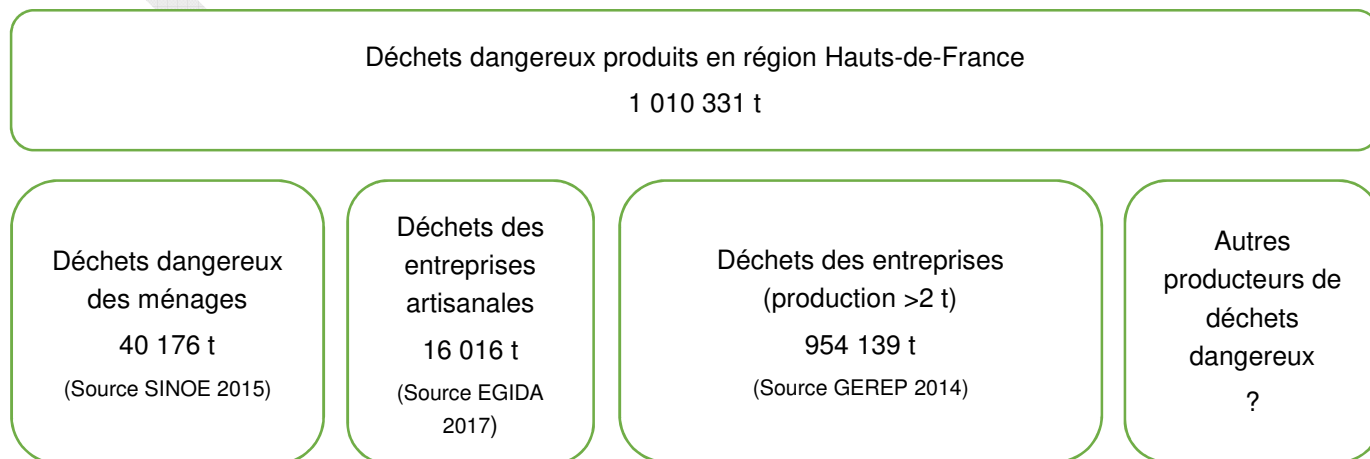 Déchets dangereux produits en région Hauts-de-France
1 010 331 t
Déchets dangereux
des ménages
40 176 t
(Source SINOE 2015)
Déchets des
entreprises
artisanales
16 016 t
(Source EGIDA
2017)
Déchets des entreprises
(production >2 t)
954 139 t
(Source GEREP 2014)
Autres
producteurs de
déchets
dangereux
?